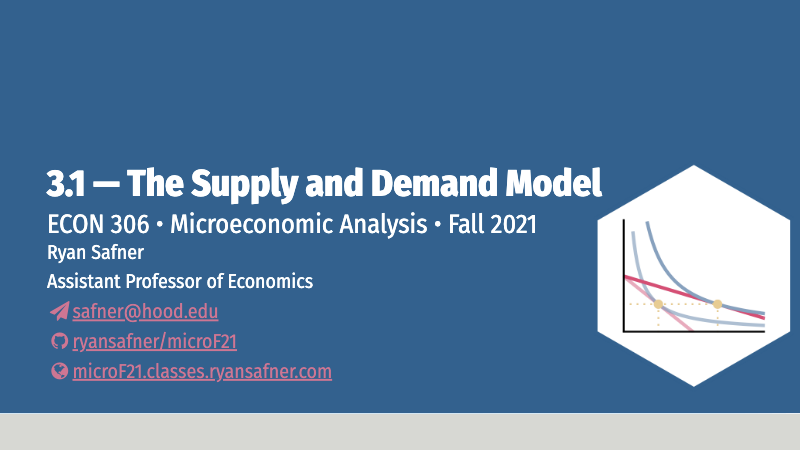 3.1 — The Supply and Demand Model
ECON 306 • Microeconomic Analysis • Fall 2021
Ryan Safner
Assistant Professor of Economics
safner@hood.edu
ryansafner/microF21
microF21.classes.ryansafner.com